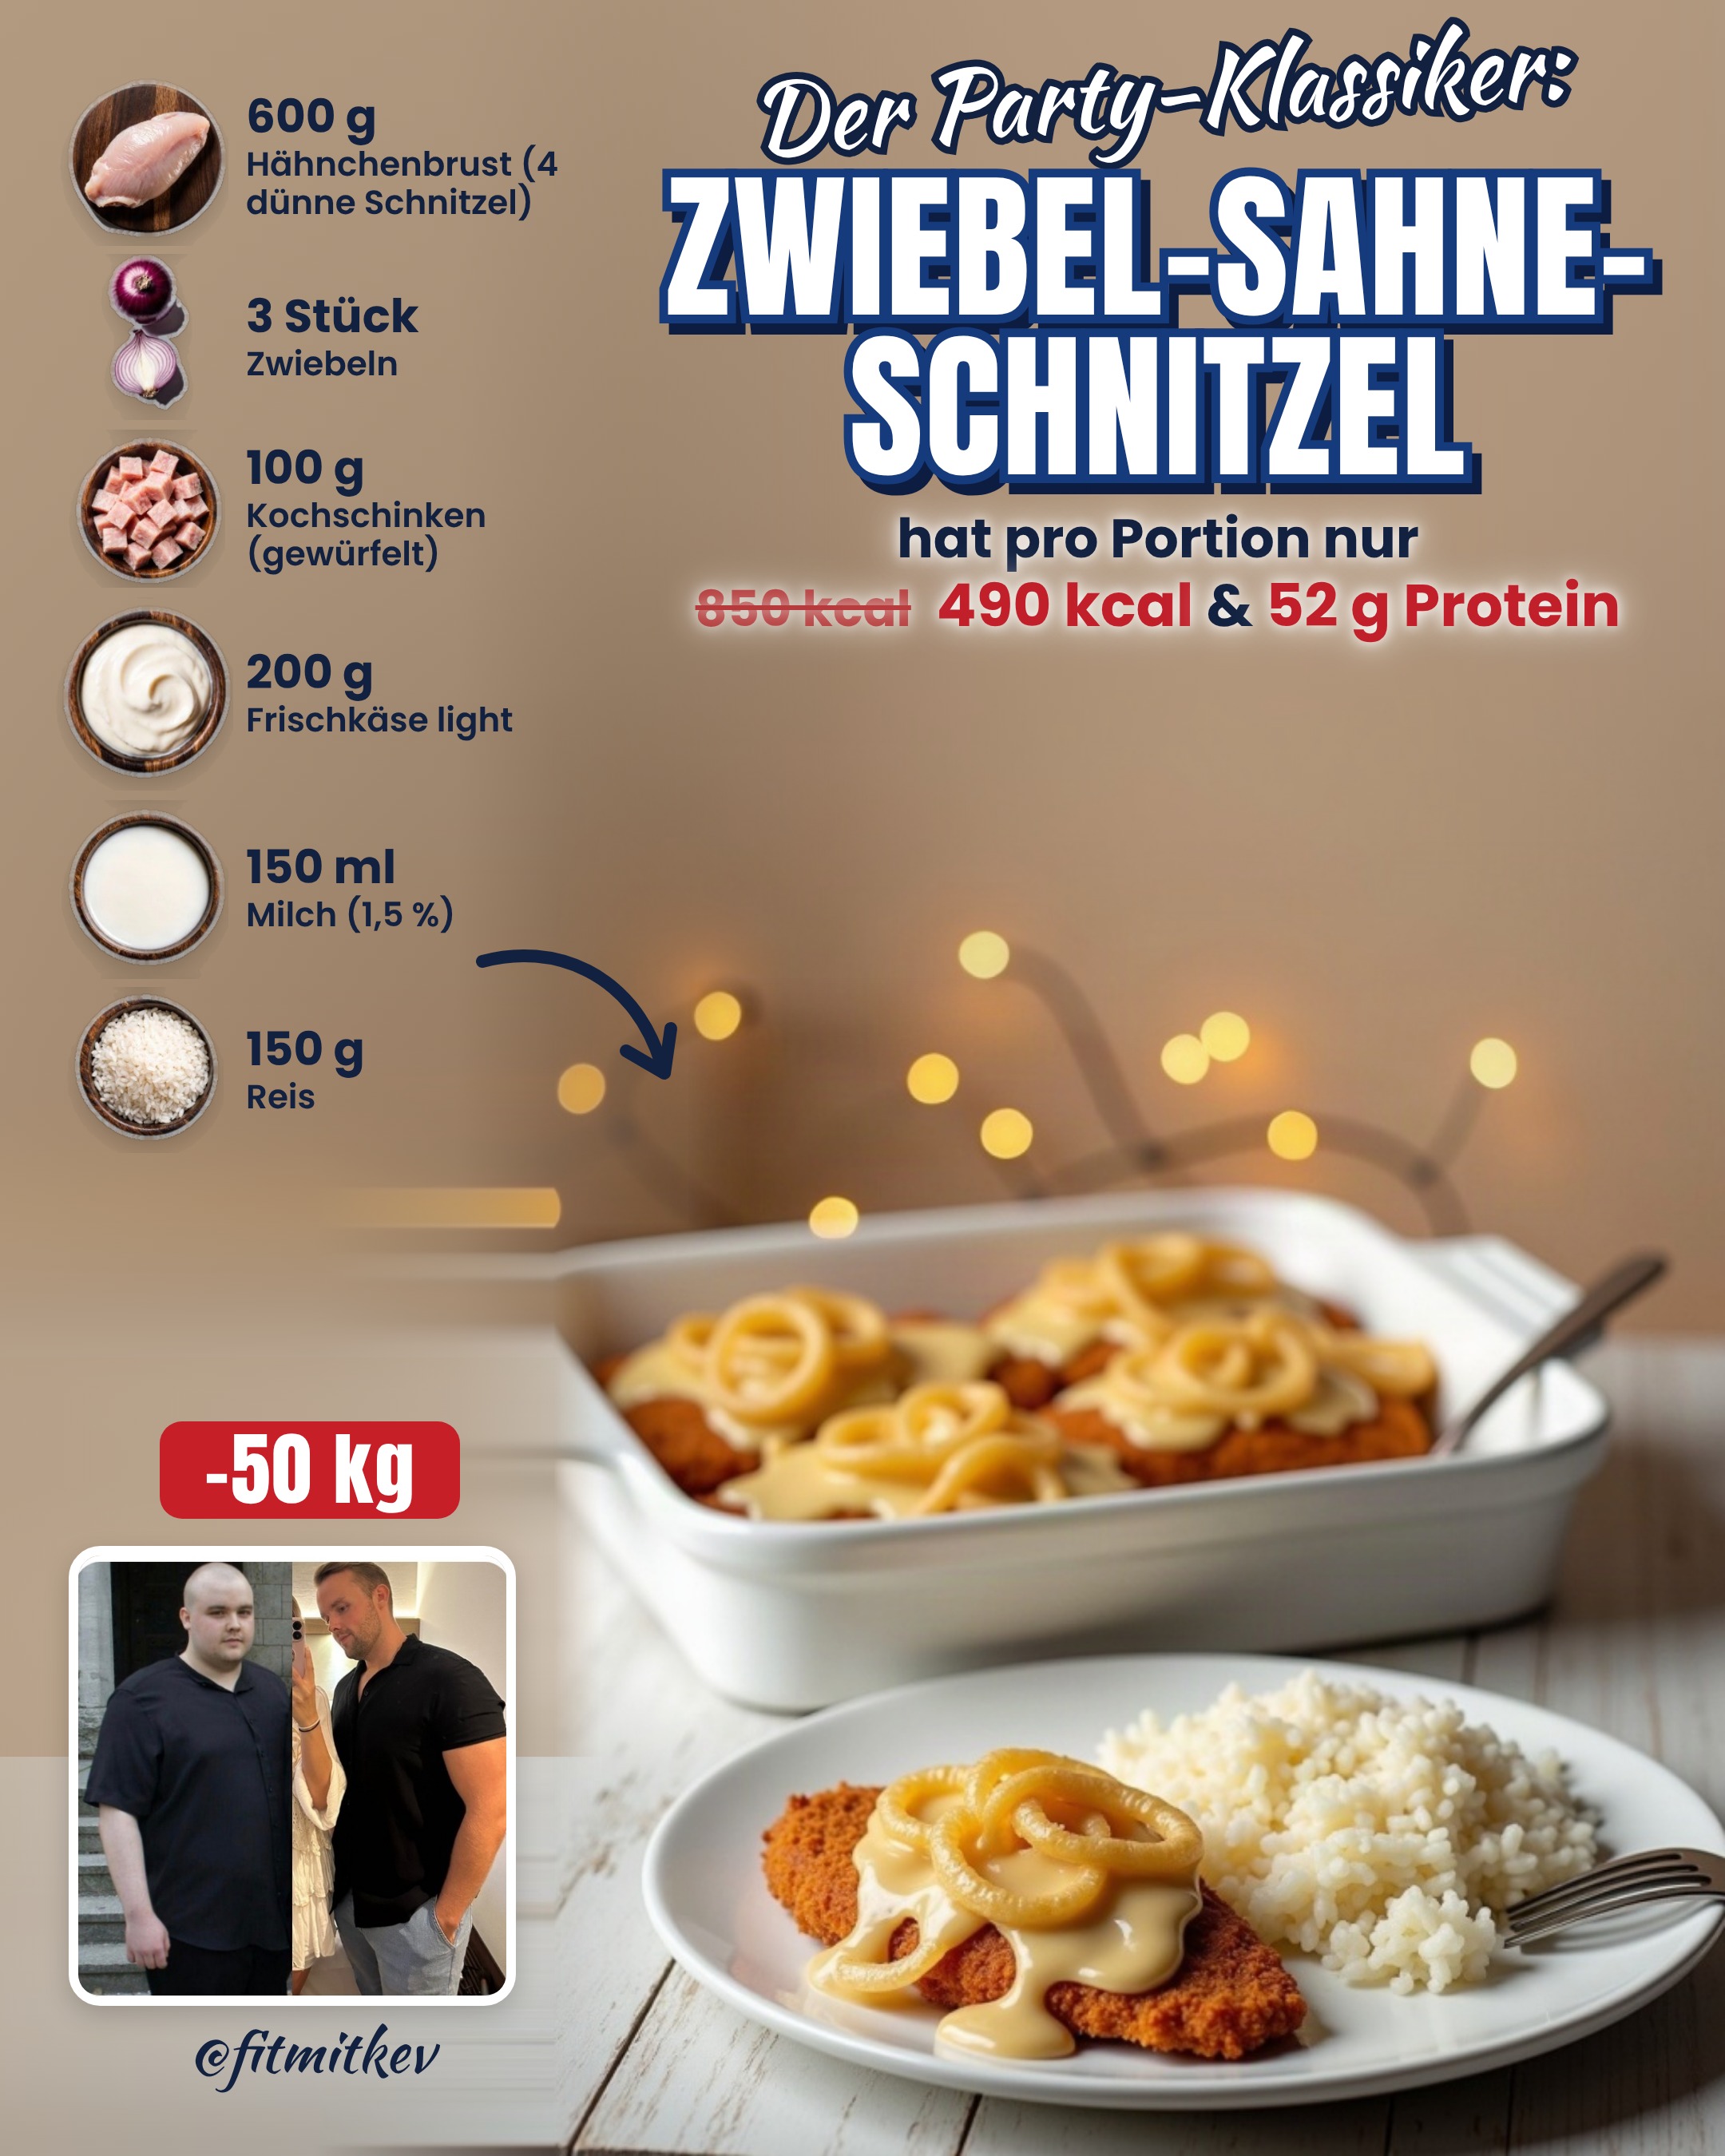 Der Party-Klassiker:
ZWIEBEL-SAHNE-
SCHNITZEL
hat pro Portion nur
850 kcal 490 kcal & 52 g Protein
600 g
Hähnchenbrust (4
dünne Schnitzel)
3 Stück
Zwiebeln
100 g
Kochschinken
(gewürfelt)
200 g
Frischkäse light
150 ml
Milch (1,5 %)
150 g
Reis
-50 kg
@fitmitkev